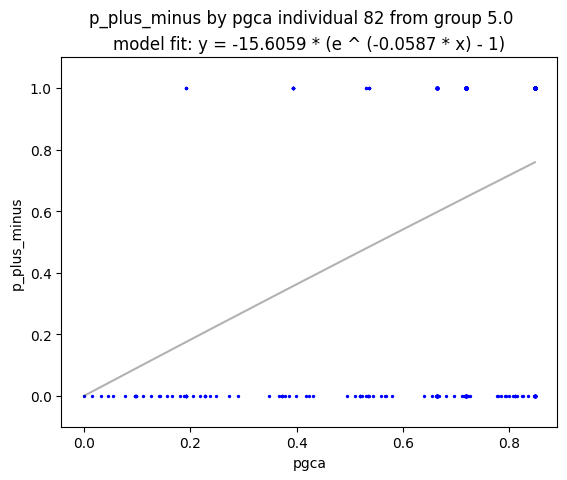 p_plus_minus by pgca individual 82 from group 5.0
model fit: y = -15.6059 * (e ^ (-0.0587 * x) - 1)
1.0
0.8
0.6
0.4
0.2
0.0
p_plus_minus
0.0 0.2 0.4 0.6 0.8
pgca